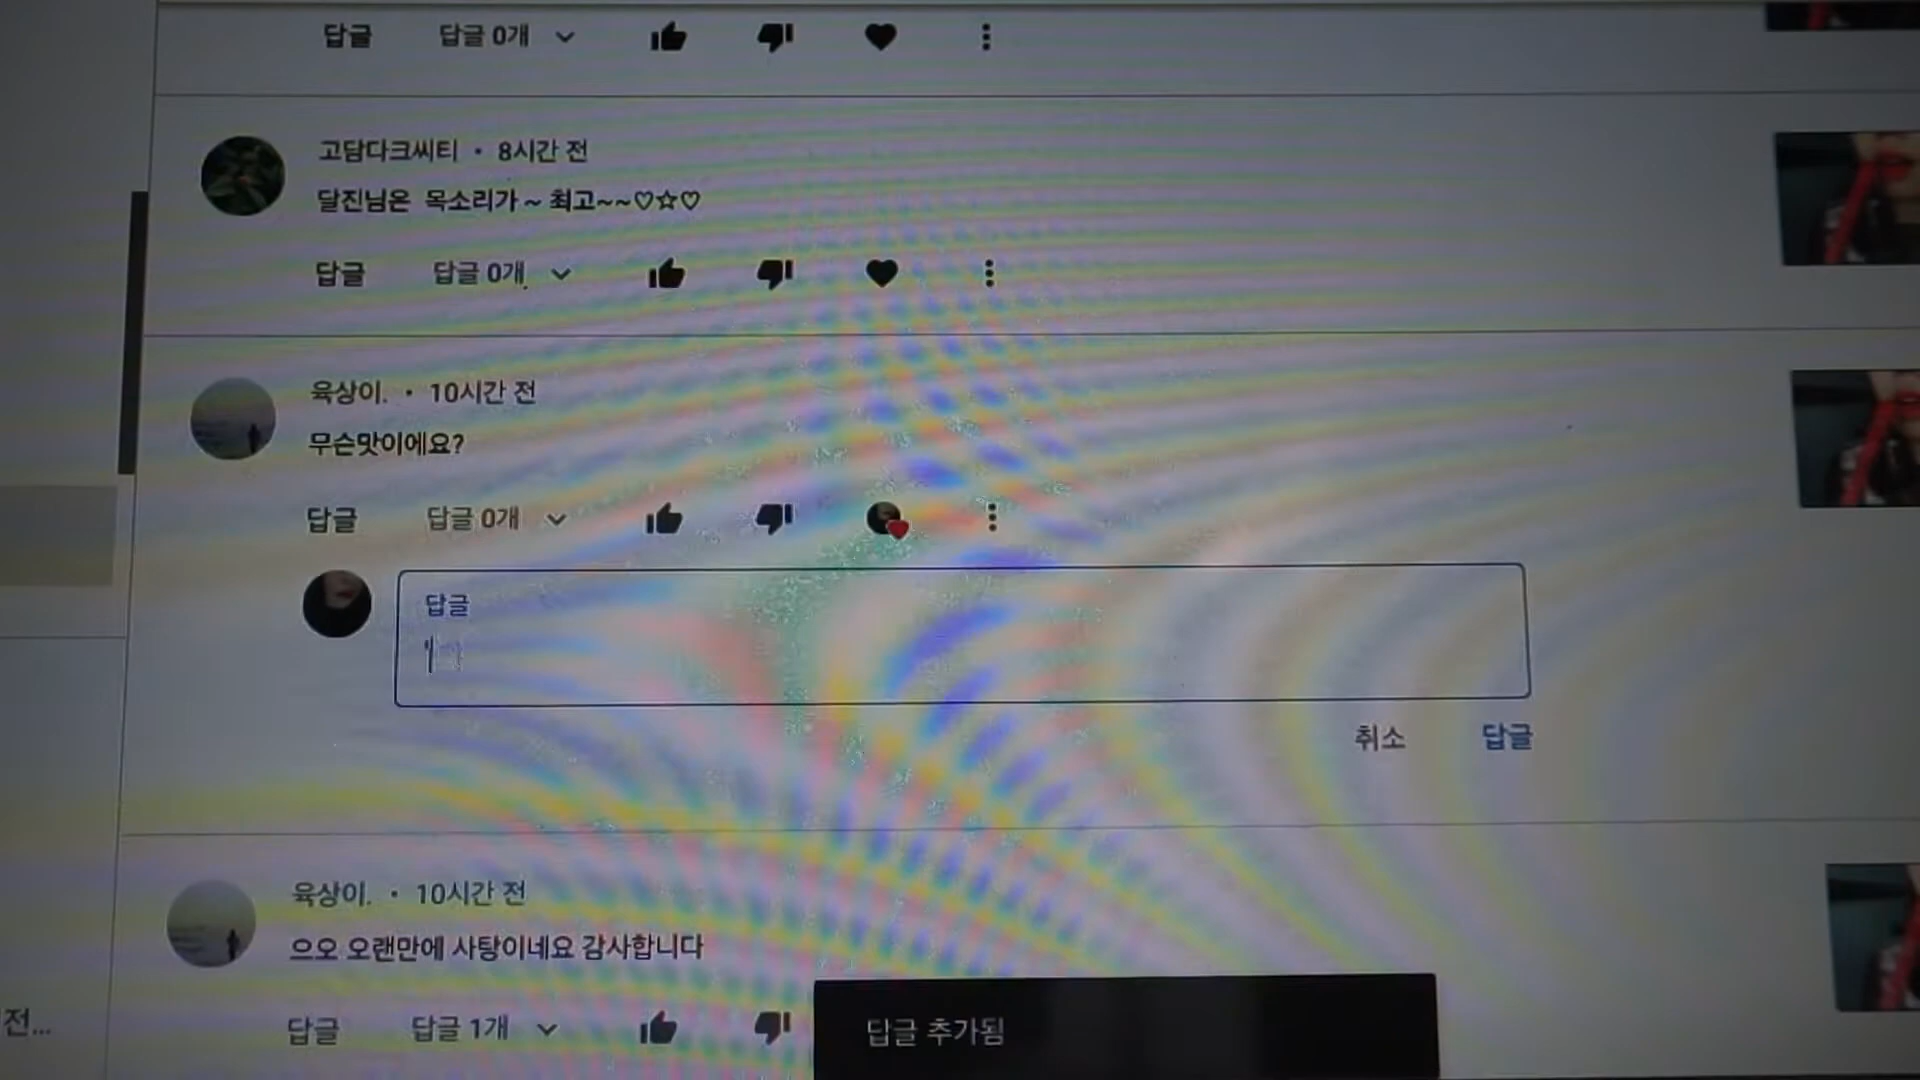 답글 답글 0개
고담다크씨티 • 8시간 전
달진님은 목소리가 ~ 최고~~♡☆♡
답글 답글 0개
육상이. • 10시간 전
무슨맛이에요?
답글 답글 0개
답글
취소 답글
육상이. • 10시간 전
으오 오랜만에 사탕이네요 감사합니다
전...
답글 답글 1개
답글 추가됨